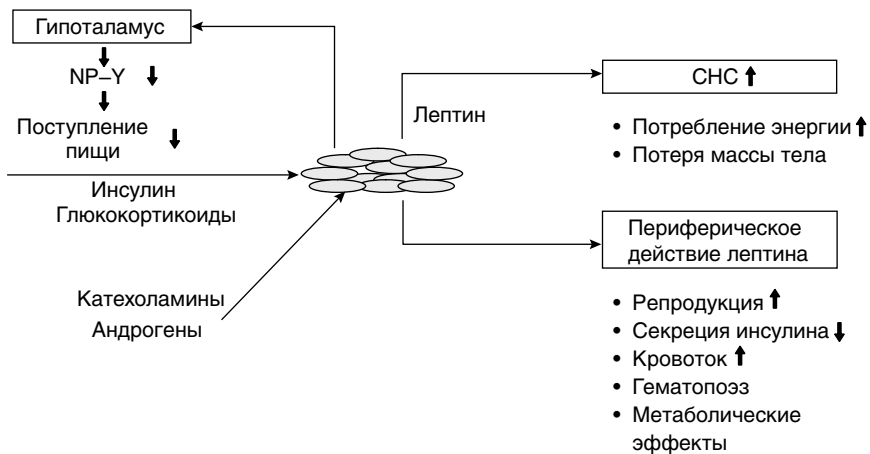 Гипоталамус
NP–Y
Поступление
пищи
Инсулин
Глюкокортикоиды
Катехоламины
Андрогены
Лептин
СНС
• Потребление энергии
• Потеря массы тела
Периферическое
действие лептина
• Репродукция
• Секреция инсулина
• Кровоток
• Гематопоэз
• Метаболические
эффекты